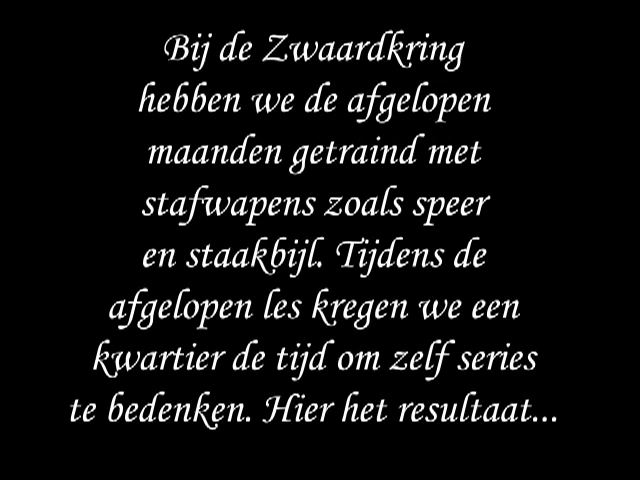 Bij de Zwaardkring
hebben we de afgelopen
maanden getraind met
stafwapens zoals speer
en staakbijl. Tijdens de
afgelopen les kregen we een
kwartier de tijd om zelf series
te bedenken. Hier het resultaat...